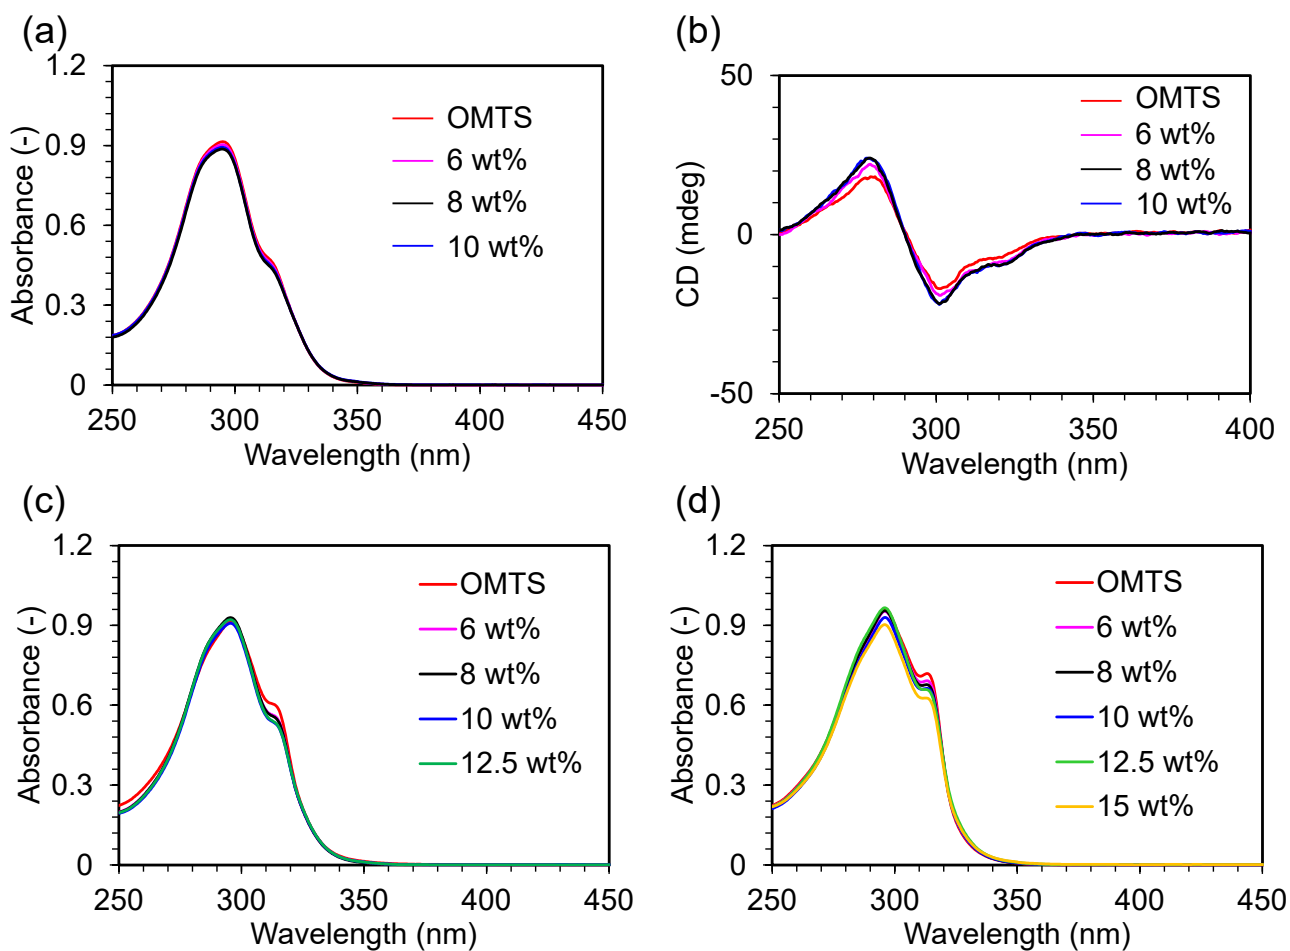 (a)
1.2
0.9
0.6
0.3
0
Absorbance (-)
OMTS
6 wt%
8 wt%
10 wt%
250 300 350 400 450
Wavelength (nm)
(b)
50
0
-50
CD (mdeg)
OMTS
6 wt%
8 wt%
10 wt%
250 300 350 400
Wavelength (nm)
(c)
1.2
0.9
0.6
0.3
0
Absorbance (-)
OMTS
6 wt%
8 wt%
10 wt%
12.5 wt%
250 300 350 400 450
Wavelength (nm)
(d)
1.2
0.9
0.6
0.3
0
Absorbance (-)
OMTS
6 wt%
8 wt%
10 wt%
12.5 wt%
15 wt%
250 300 350 400 450
Wavelength (nm)